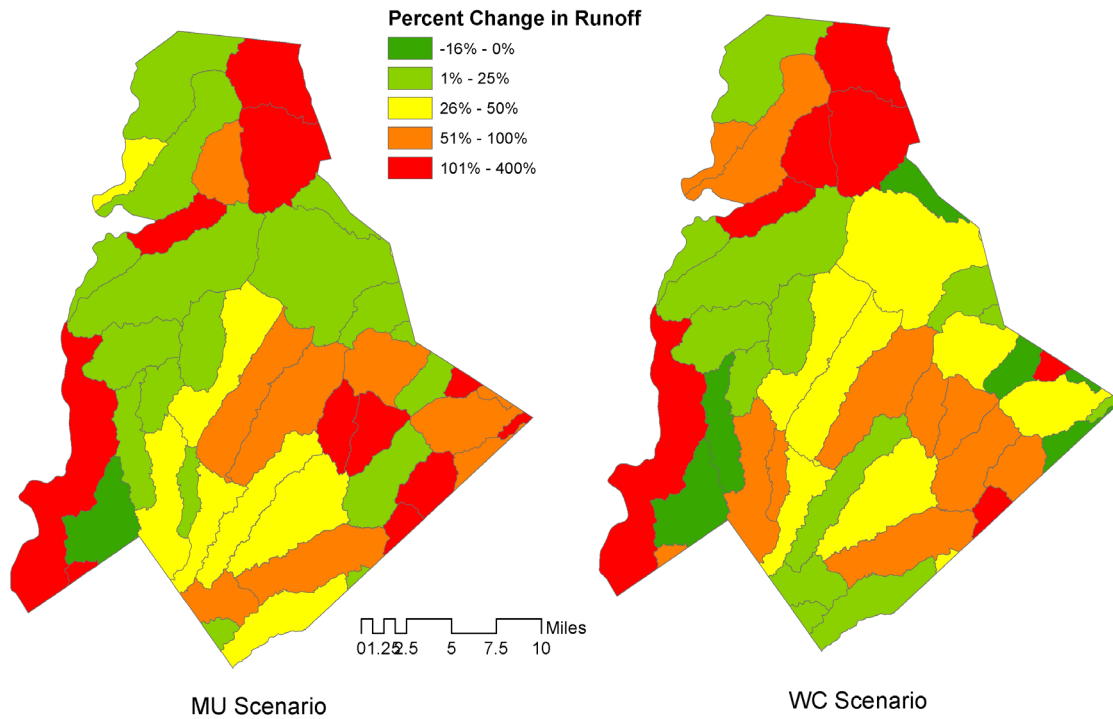 Percent Change in Runoff
-16% - 0%
1% - 25%
26% - 50%
51% - 100%
101% - 400%
Miles
01.252.5 5 7.5 10
MU Scenario
WC Scenario